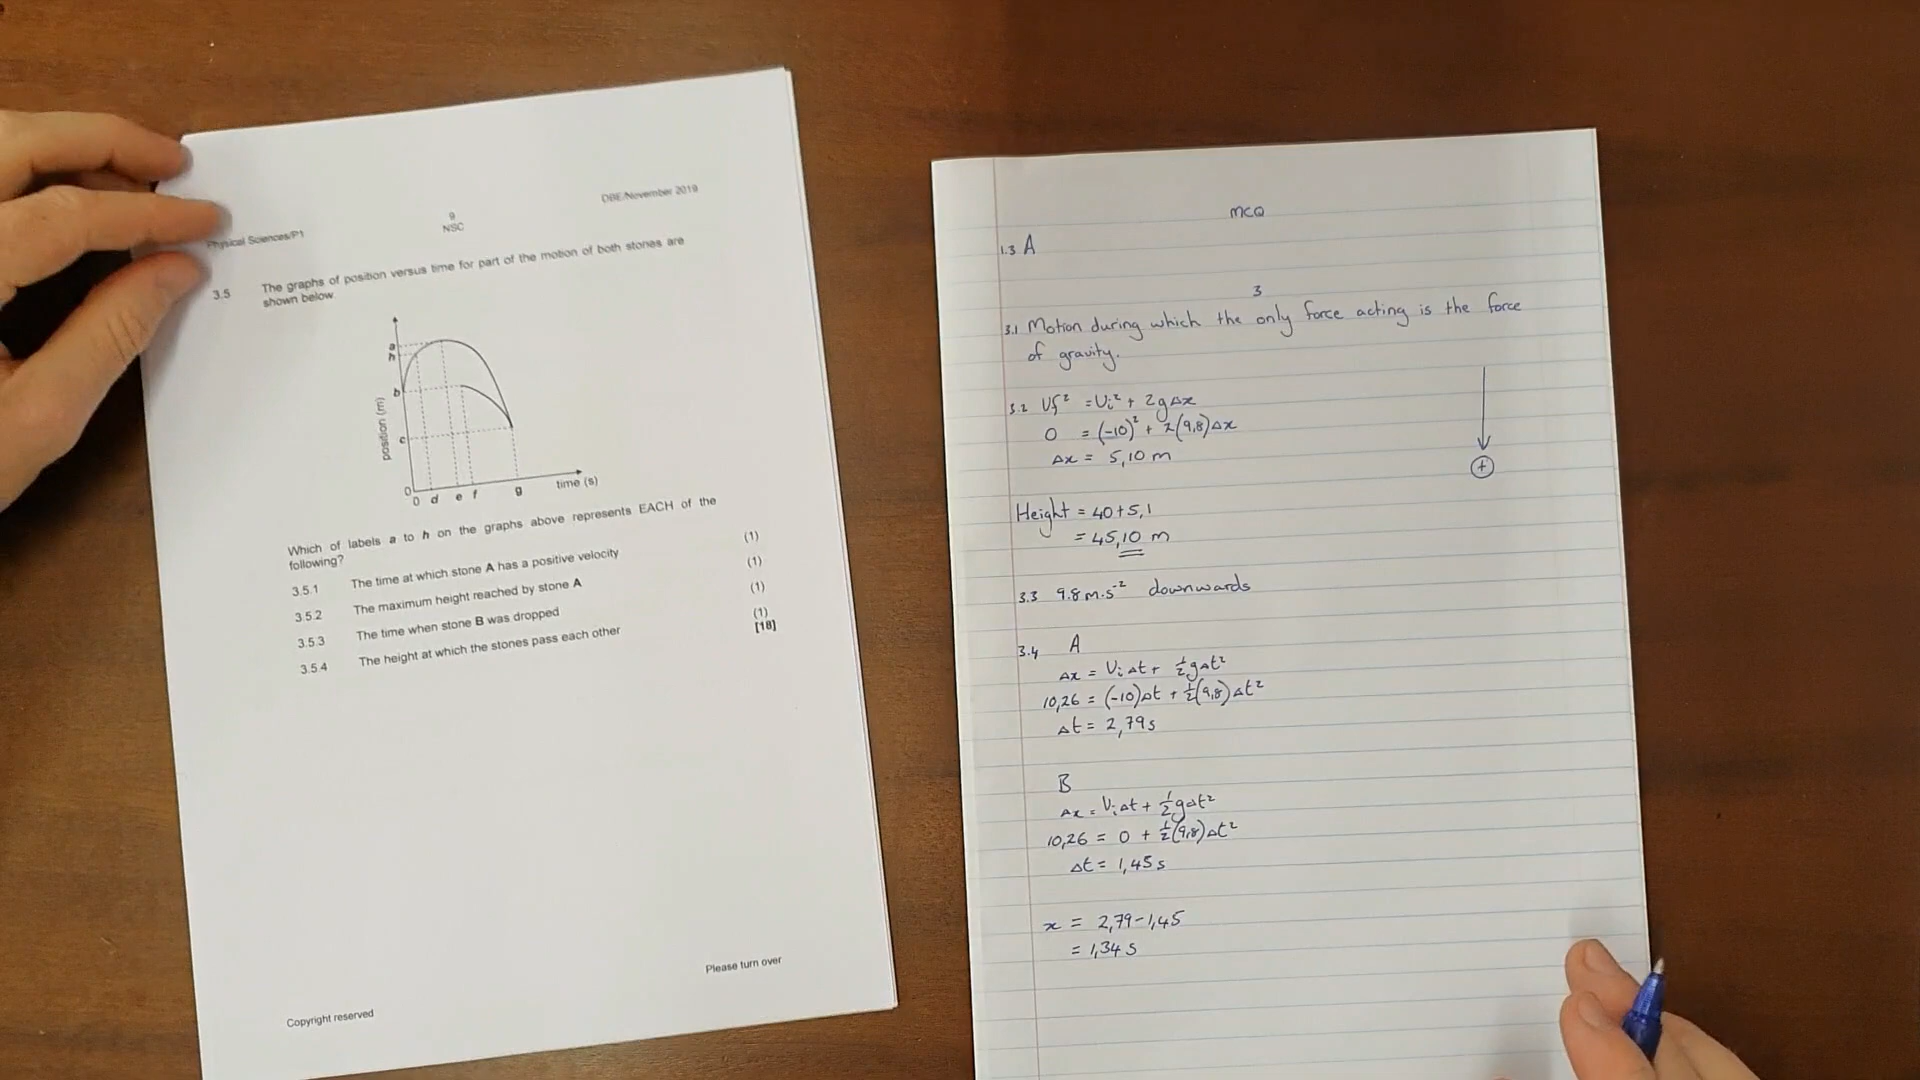 Physical Sciences/P1
9
NSC
DBE/November 2019
3.5 The graphs of position versus time for part of the motion of both stones are
shown below.
a
h
b
c
0
position (m)
0 d e f g
time (s)
Which of labels a to h on the graphs above represents EACH of the
following?
3.5.1 The time at which stone A has a positive velocity (1)
3.5.2 The maximum height reached by stone A (1)
3.5.3 The time when stone B was dropped (1)
3.5.4 The height at which the stones pass each other (1)
[18]
Copyright reserved
Please turn over
MCQ
1.3 A
3
3.1 Motion during which the only force acting is the force
of gravity.
3.2 Vf² = Vi² + 2gΔx
0 = (-10)² + 2(9,8)Δx
Δx = 5,10 m
+
Height = 40+5,1
= 45,10 m
3.3 9.8 m.s⁻² downwards
3.4 A
Δx = ViΔt + ½gΔt²
10,26 = (-10)Δt + ½(9,8)Δt²
Δt = 2,79s
B
Δx = ViΔt + ½gΔt²
10,26 = 0 + ½(9,8)Δt²
Δt = 1,45 s
x = 2,79-1,45
= 1,34 s